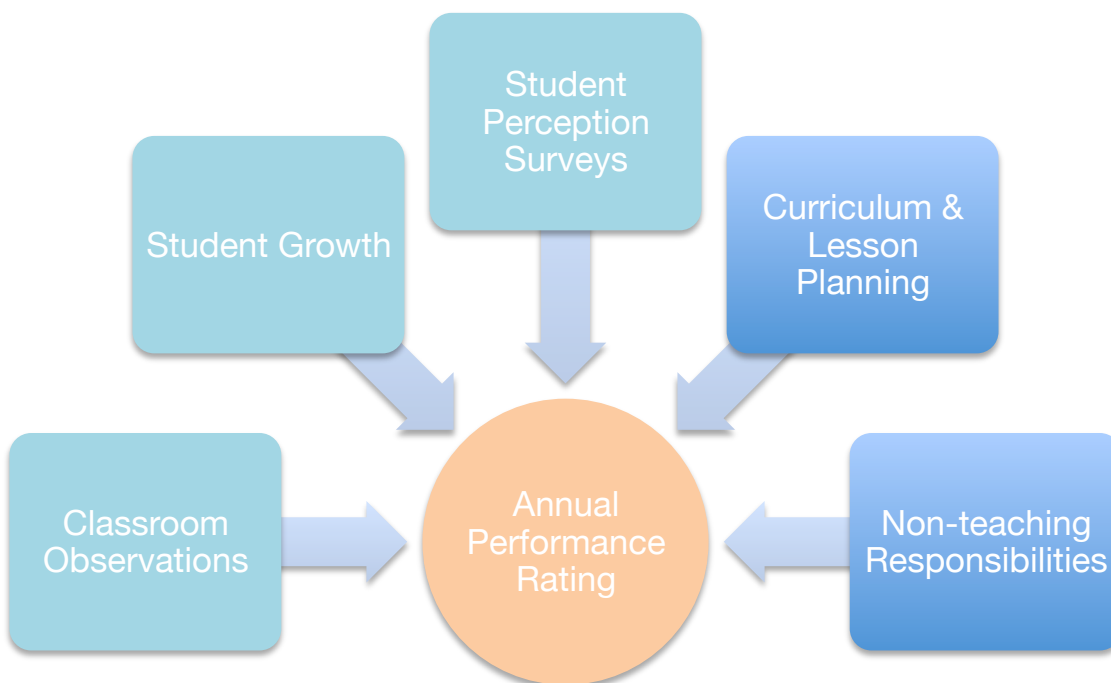 Student
Perception
Surveys
Student Growth
Curriculum &
Lesson
Planning
Classroom
Observations
Annual
Performance
Rating
Non-teaching
Responsibilities